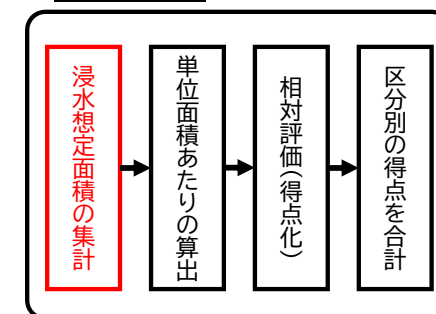 浸水想定面積の集計
単位面積あたりの算出
相対評価(得点化)
区分別の得点を合計